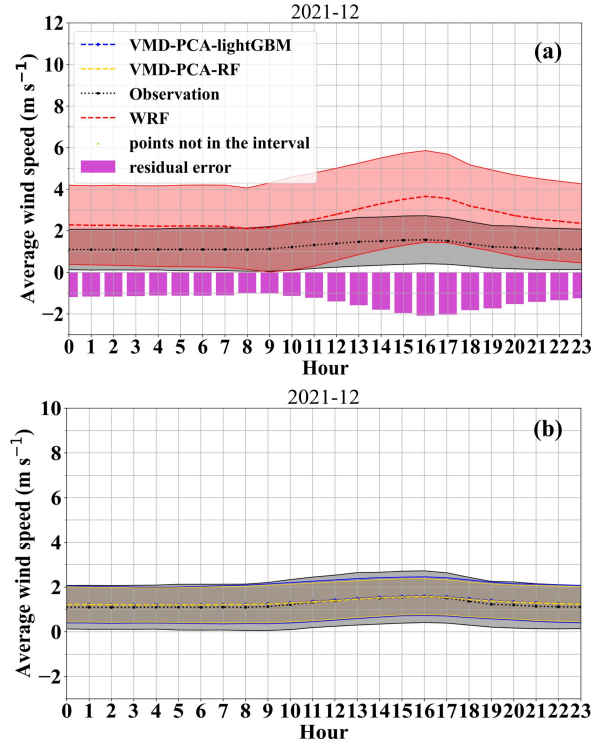 2021-12
12
10
8
6
4
2
0
−2
Average wind speed (m s⁻¹)
(a)
VMD-PCA-lightGBM
VMD-PCA-RF
Observation
WRF
points not in the interval
residual error
0 1 2 3 4 5 6 7 8 9 10 11 12 13 14 15 16 17 18 19 20 21 22 23
Hour
2021-12
10
8
6
4
2
0
−2
Average wind speed (m s⁻¹)
(b)
0 1 2 3 4 5 6 7 8 9 10 11 12 13 14 15 16 17 18 19 20 21 22 23
Hour